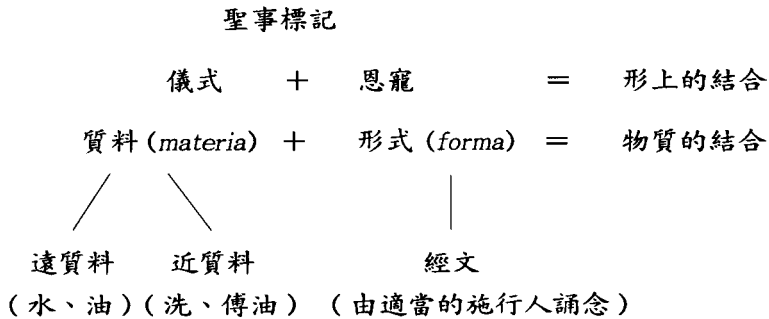 聖事標記
儀式 + 恩寵 = 形上的結合
質料 (materia) + 形式 (forma) = 物質的結合
遠質料 近質料 經文
(水、油) (洗、傅油) (由適當的施行人誦念)